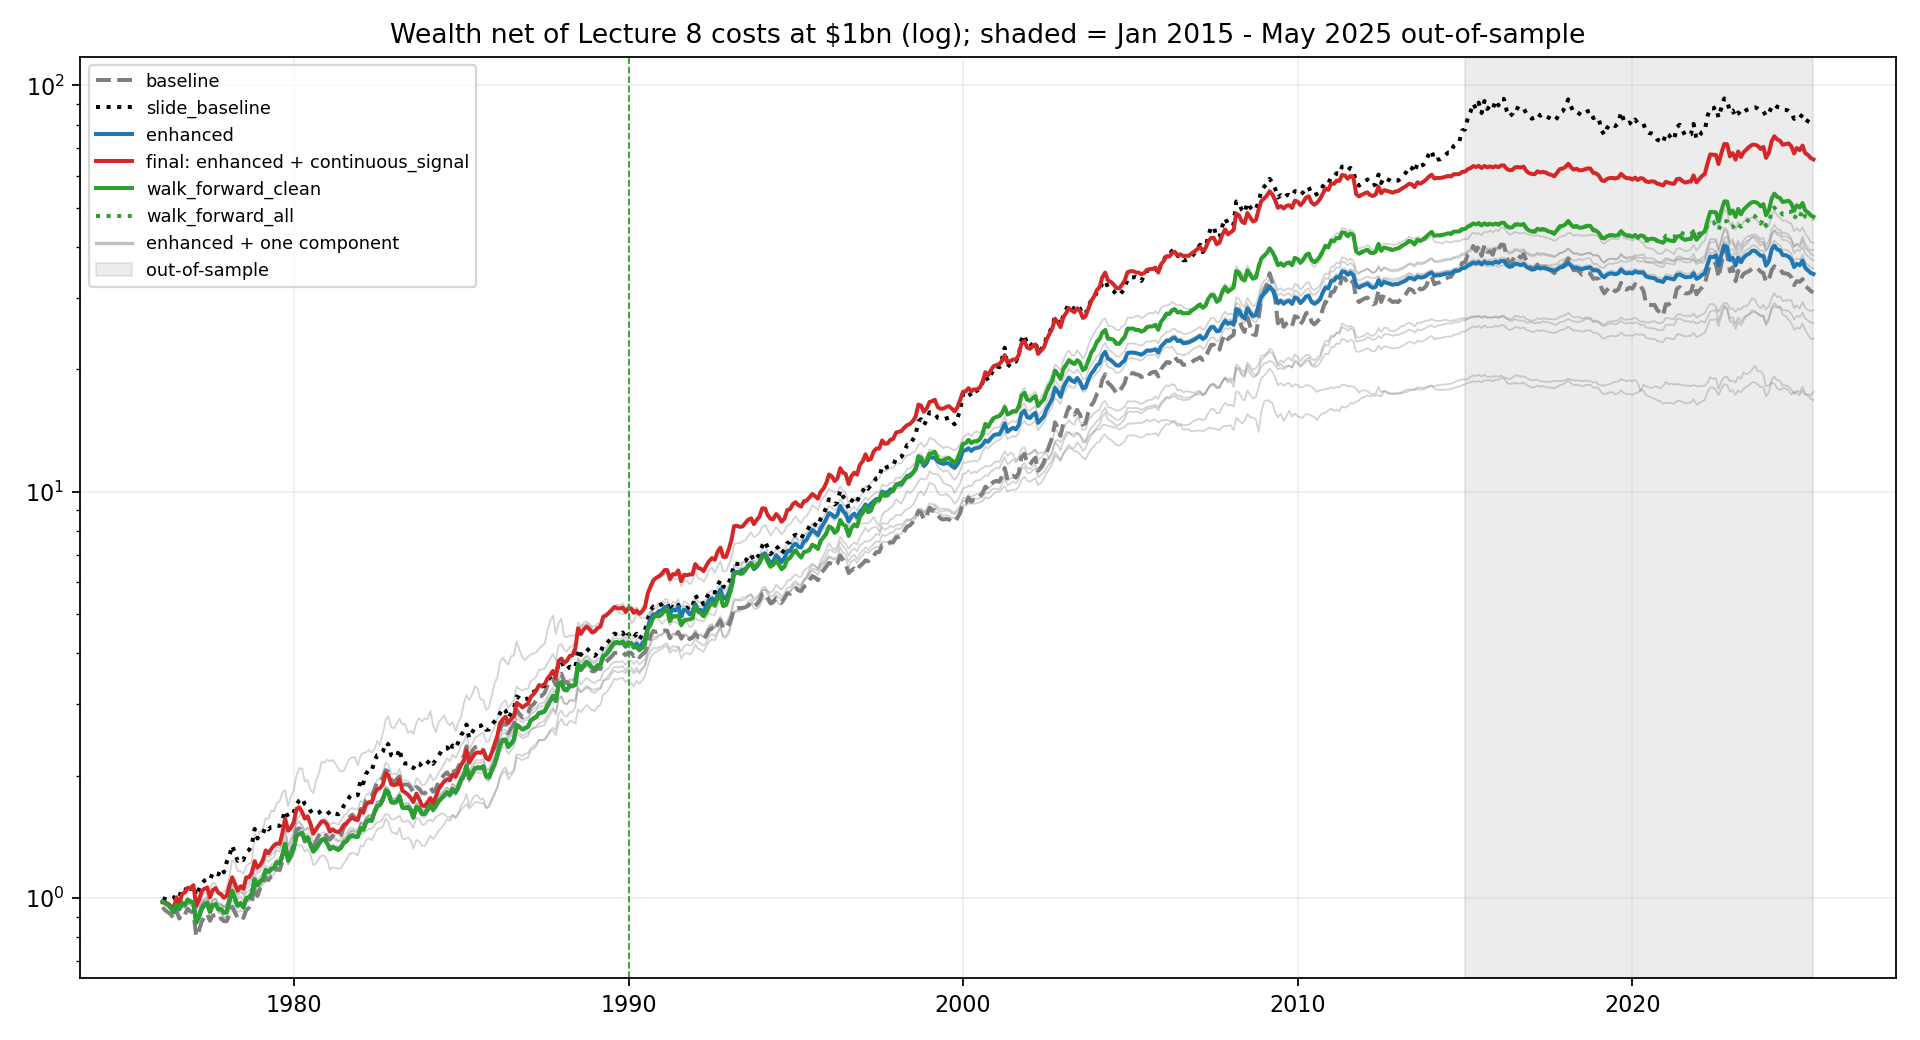 Wealth net of Lecture 8 costs at $1bn (log); shaded = Jan 2015 - May 2025 out-of-sample
baseline
slide_baseline
enhanced
final: enhanced + continuous_signal
walk_forward_clean
walk_forward_all
enhanced + one component
out-of-sample
10²
10¹
10⁰
1980 1990 2000 2010 2020